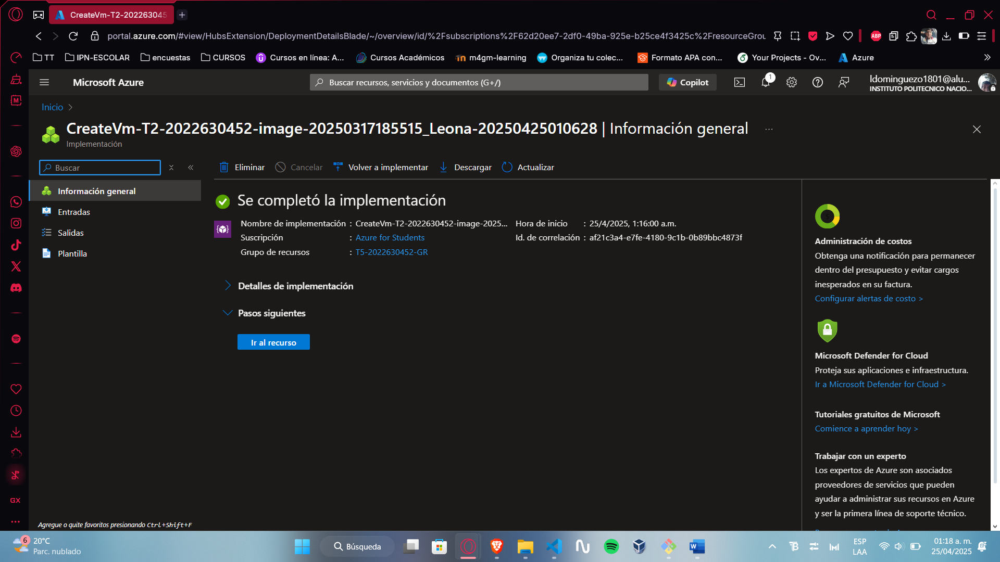 CreateVm-T2-202263045
portal.azure.com/#view/HubsExtension/DeploymentDetailsBlade/~/overview/id/%2Fsubscriptions%2F62d20ee7-2df0-49ba-925e-b25ce4f3425c%2FresourceGrou
ABP
TT
IPN-ESCOLAR
encuestas
CURSOS
Cursos en línea: A...
Cursos Académicos
m4gm-learning
Organiza tu colec...
Formato APA con...
Your Projects - Ov...
Azure
Microsoft Azure
Buscar recursos, servicios y documentos (G+/)
Copilot
1
ldominguezo1801@alu...
INSTITUTO POLITECNICO NACIO...
Inicio
CreateVm-T2-2022630452-image-20250317185515_Leona-20250425010628 | Información general
...
Implementación
Buscar
Eliminar
Cancelar
Volver a implementar
Descargar
Actualizar
Información general
Entradas
Salidas
Plantilla
Se completó la implementación
Nombre de implementación : CreateVm-T2-2022630452-image-2025...
Suscripción : Azure for Students
Grupo de recursos : T5-2022630452-GR
Hora de inicio : 25/4/2025, 1:16:00 a.m.
Id. de correlación : af21c3a4-e7fe-4180-9c1b-0b89bbc4873f
Detalles de implementación
Pasos siguientes
Ir al recurso
Administración de costos
Obtenga una notificación para permanecer
dentro del presupuesto y evitar cargos
inesperados en su factura.
Configurar alertas de costo >
Microsoft Defender for Cloud
Proteja sus aplicaciones e infraestructura.
Ir a Microsoft Defender for Cloud >
Tutoriales gratuitos de Microsoft
Comience a aprender hoy >
Trabajar con un experto
Los expertos de Azure son asociados
proveedores de servicios que pueden
ayudar a administrar sus recursos en Azure
y ser la primera línea de soporte técnico.
GX
Agregue o quite favoritos presionando Ctrl+Shift+F
6
20°C
Parc. nublado
Búsqueda
ESP
LAA
01:18 a. m.
25/04/2025